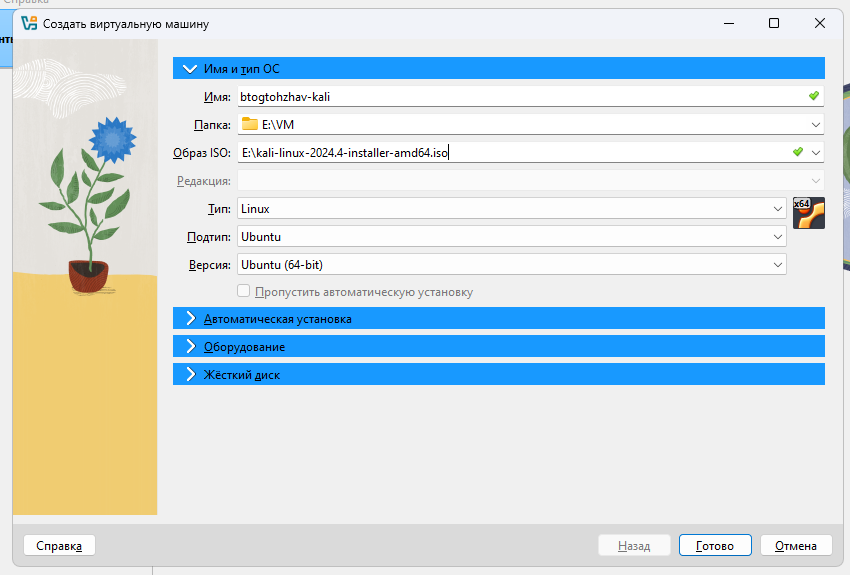 Справка
Создать виртуальную машину
Имя и тип ОС
Имя: btogtohzhav-kali
Папка: E:\VM
Образ ISO: E:\kali-linux-2024.4-installer-amd64.iso
Редакция:
Тип: Linux
x64
Подтип: Ubuntu
Версия: Ubuntu (64-bit)
Пропустить автоматическую установку
Автоматическая установка
Оборудование
Жёсткий диск
Справка
Назад
Готово
Отмена